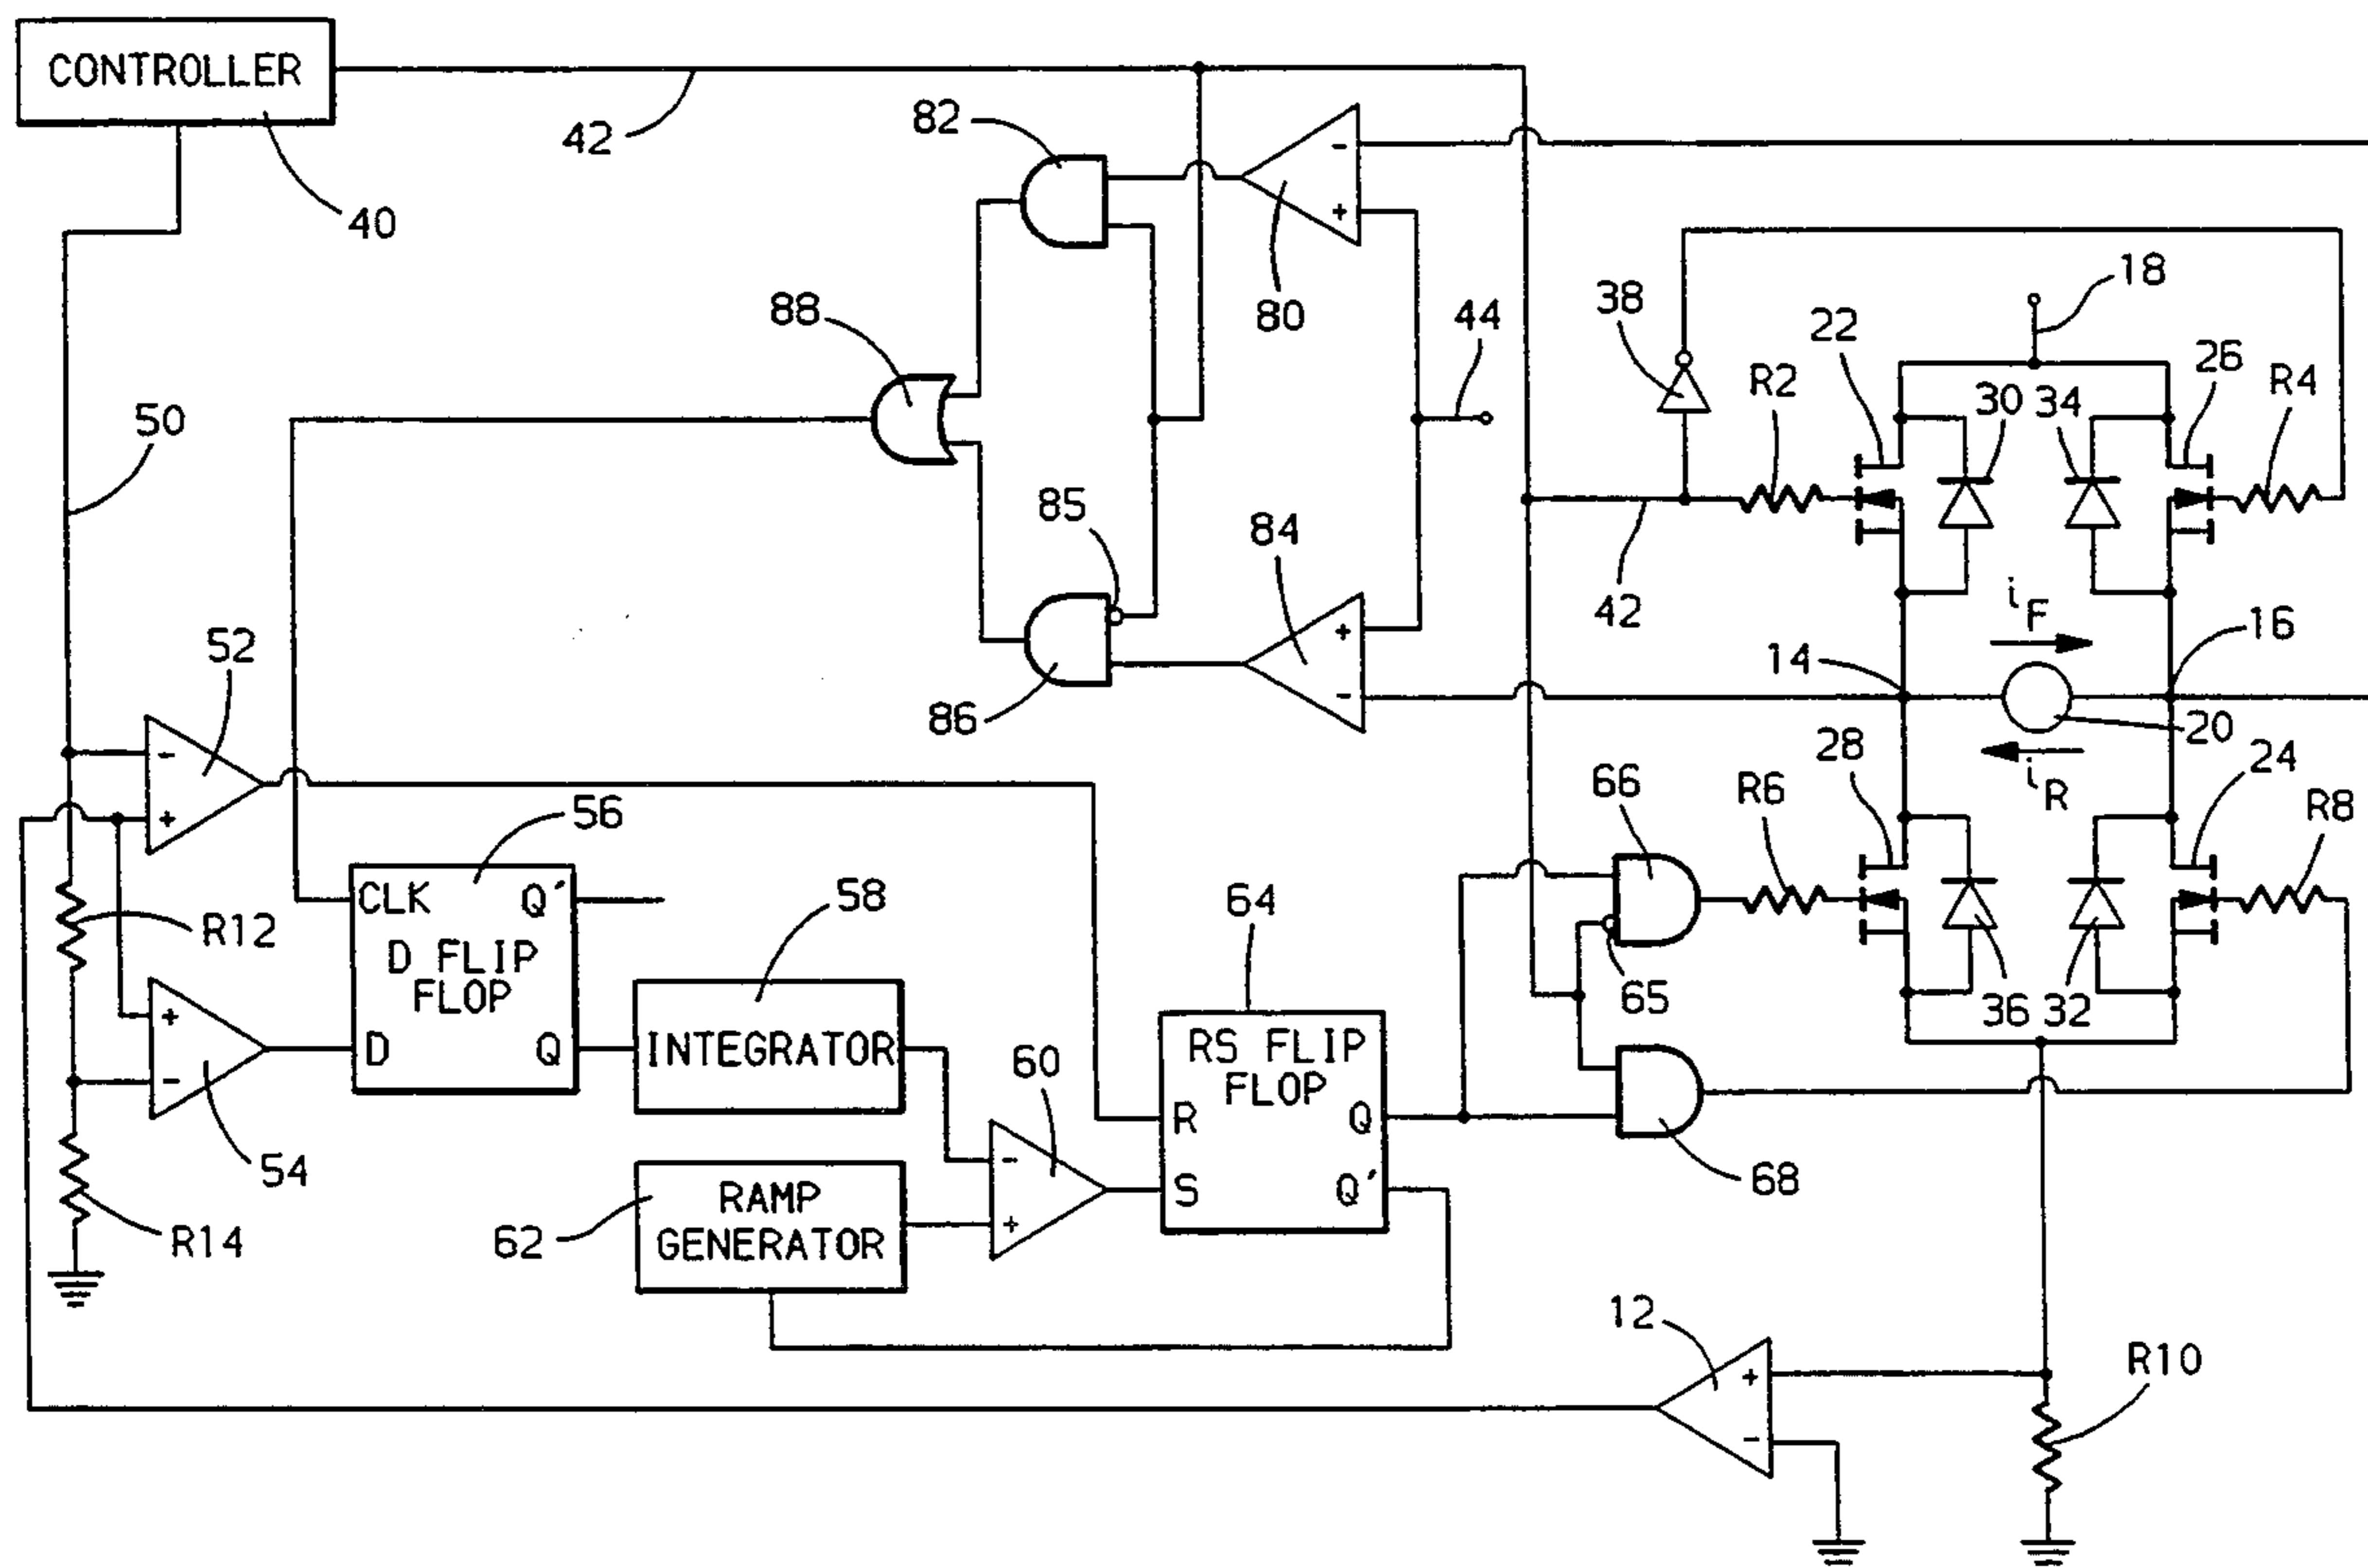 CONTROLLER
42
82
40
80
18
38
22
88
44
R2
26
R4
30
34
50
85
84
42
i F
16
52
14
86
20
28
i R
24
56
66
R6
R8
CLK
Q′
58
64
R12
D FLIP
FLOP
65
36
32
D
Q
INTEGRATOR
60
RS FLIP
FLOP
R
Q
54
RAMP
GENERATOR
S
Q′
68
R14
62
12
R10
-
+
-
+
-
+
+
-
-
+
+
-